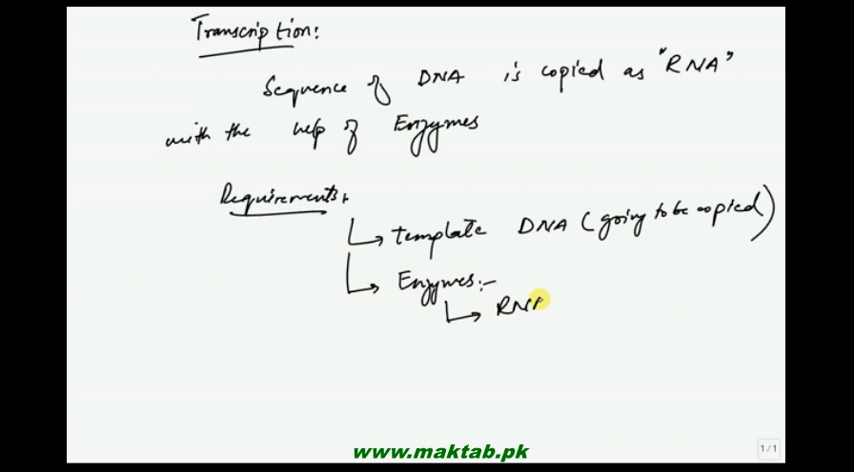 Transcription:
Sequence of DNA is copied as "RNA"
with the help of Enzymes
Requirements:
Template DNA (going to be copied)
Enzymes:-
RNA
www.maktab.pk
1/1